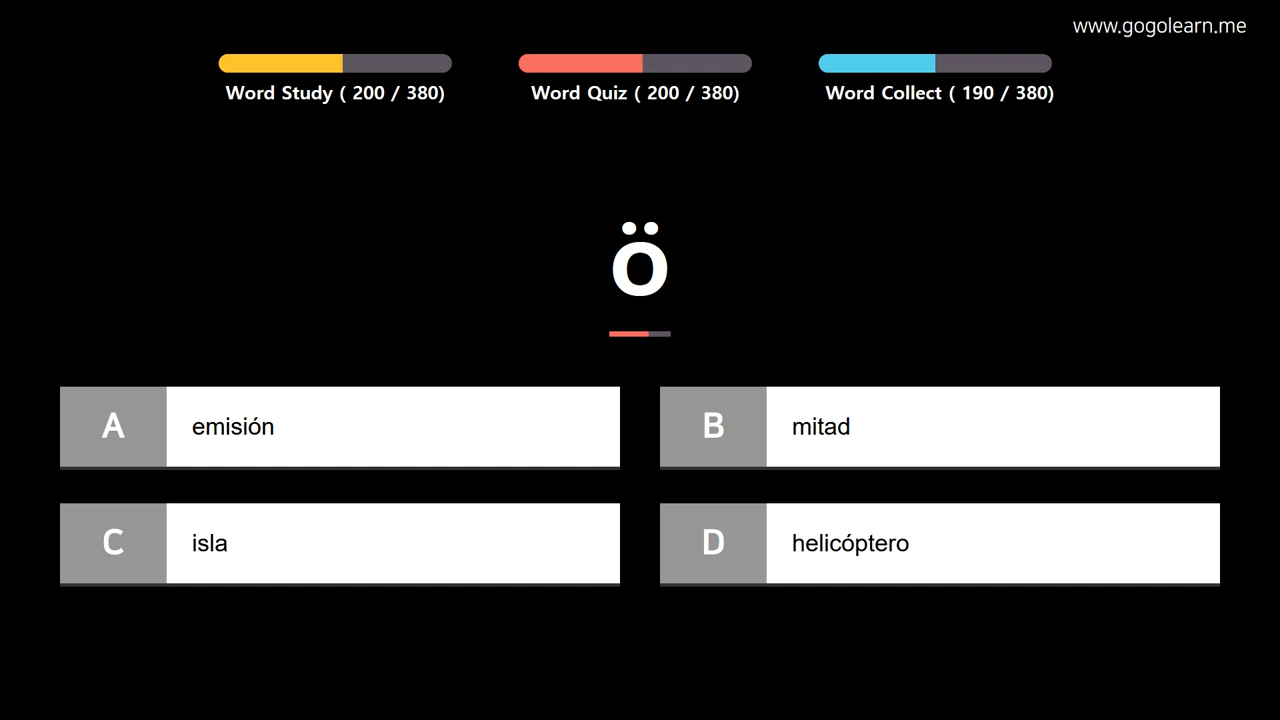 www.gogolearn.me
Word Study ( 200 / 380)
Word Quiz ( 200 / 380)
Word Collect ( 190 / 380)
ö
A emisión
B mitad
C isla
D helicóptero